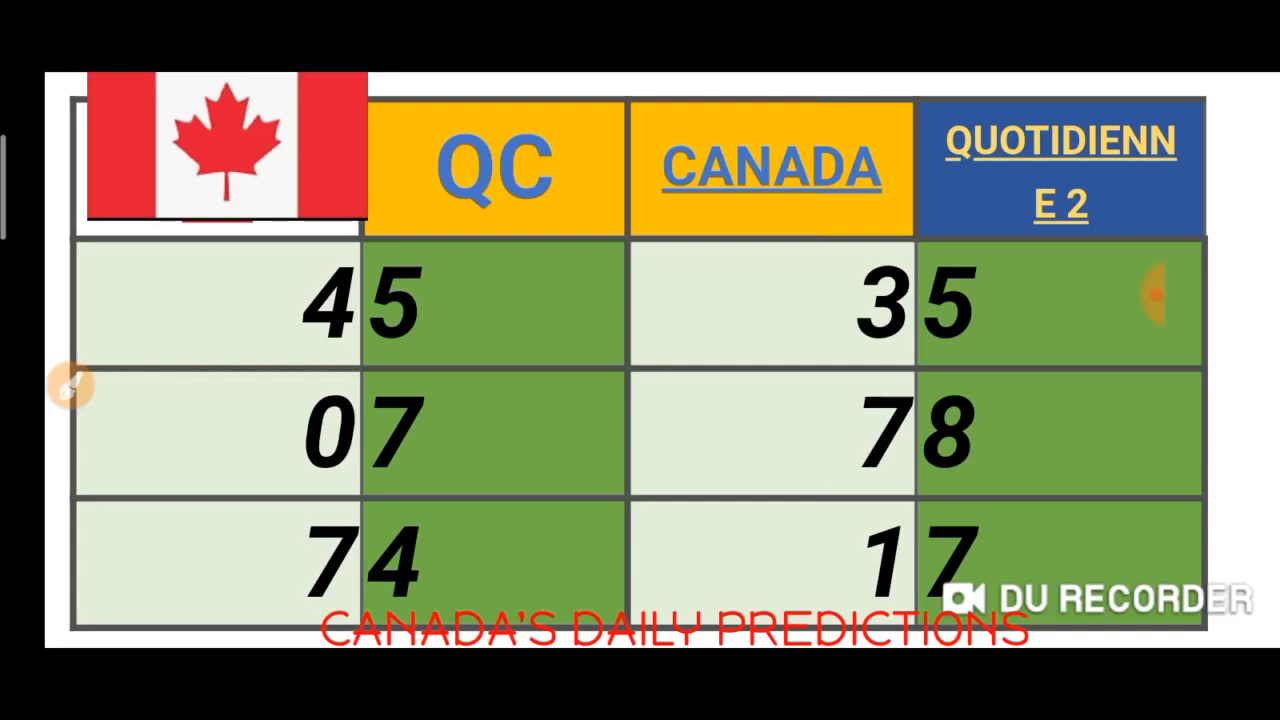 QC CANADA QUOTIDIENN
E 2
45 35
07 78
74 17
DU RECORDER
CANADA'S DAILY PREDICTIONS